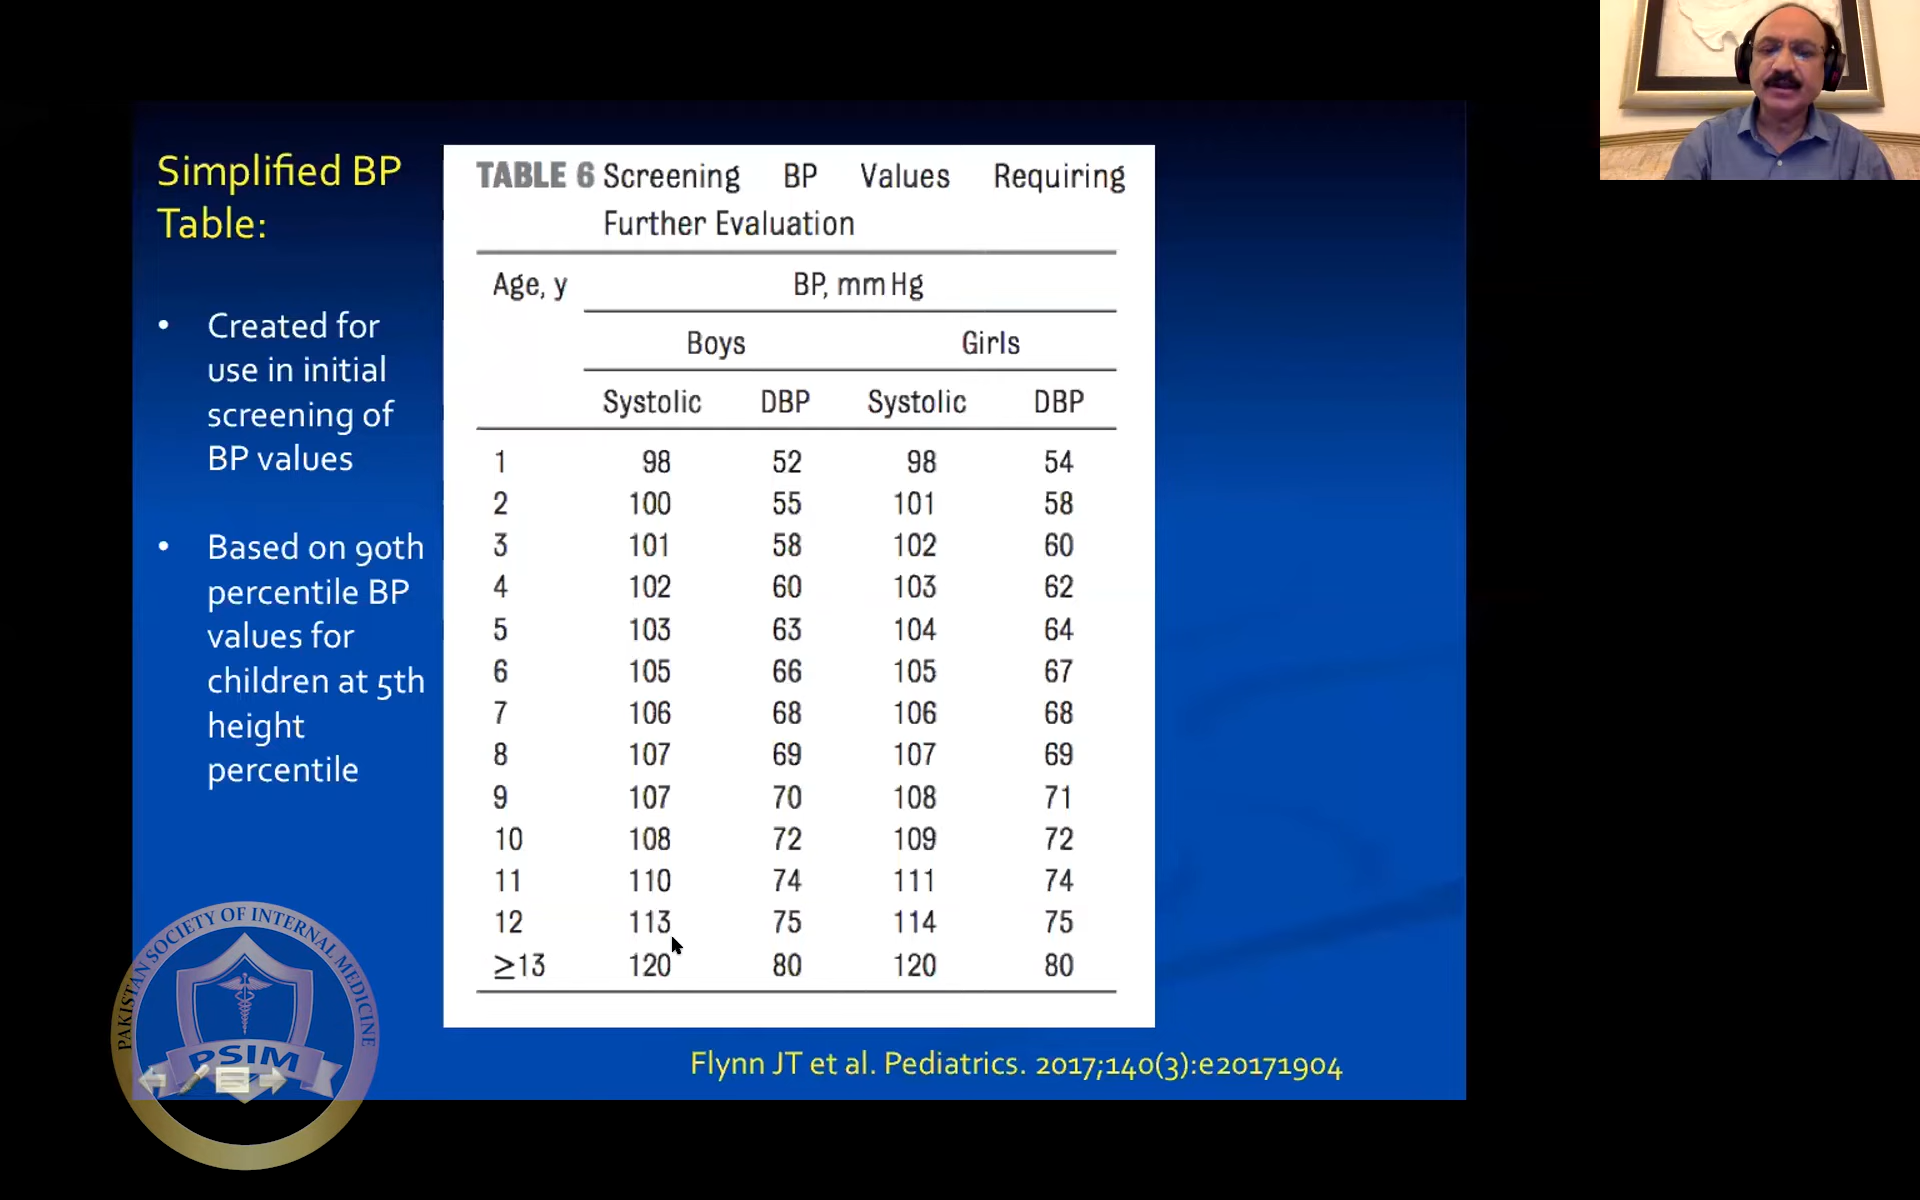 Simplified BP
Table:
• Created for
use in initial
screening of
BP values
• Based on 90th
percentile BP
values for
children at 5th
height
percentile
TABLE 6 Screening BP Values Requiring
Further Evaluation
Age, y BP, mm Hg
Boys Girls
Systolic DBP Systolic DBP
1 98 52 98 54
2 100 55 101 58
3 101 58 102 60
4 102 60 103 62
5 103 63 104 64
6 105 66 105 67
7 106 68 106 68
8 107 69 107 69
9 107 70 108 71
10 108 72 109 72
11 110 74 111 74
12 113 75 114 75
≥13 120 80 120 80
Flynn JT et al. Pediatrics. 2017;140(3):e20171904
PAKISTAN SOCIETY OF INTERNAL MEDICINE
PSIM